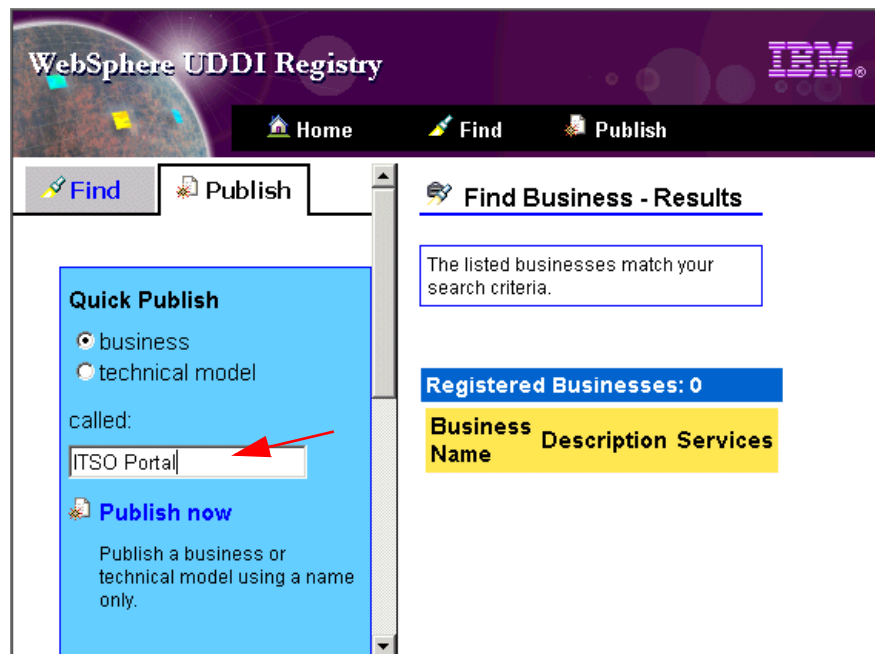 WebSphere UDDI Registry
IBM®
Home
Find
Publish
Find
Publish
Quick Publish
business
technical model
called:
ITSO Portal
Publish now
Publish a business or
technical model using a name
only.
Find Business - Results
The listed businesses match your
search criteria.
Registered Businesses: 0
Business
Name
Description
Services